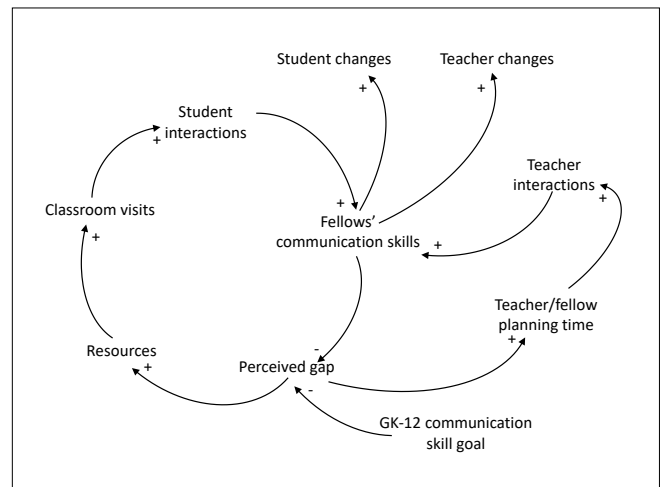 Student changes
Teacher changes
+
+
Student
interactions
+
Teacher
interactions
+
Classroom visits
+
+
Fellows’
communication skills
+
Teacher/fellow
planning time
+
Resources
+
-
Perceived gap
-
GK-12 communication
skill goal